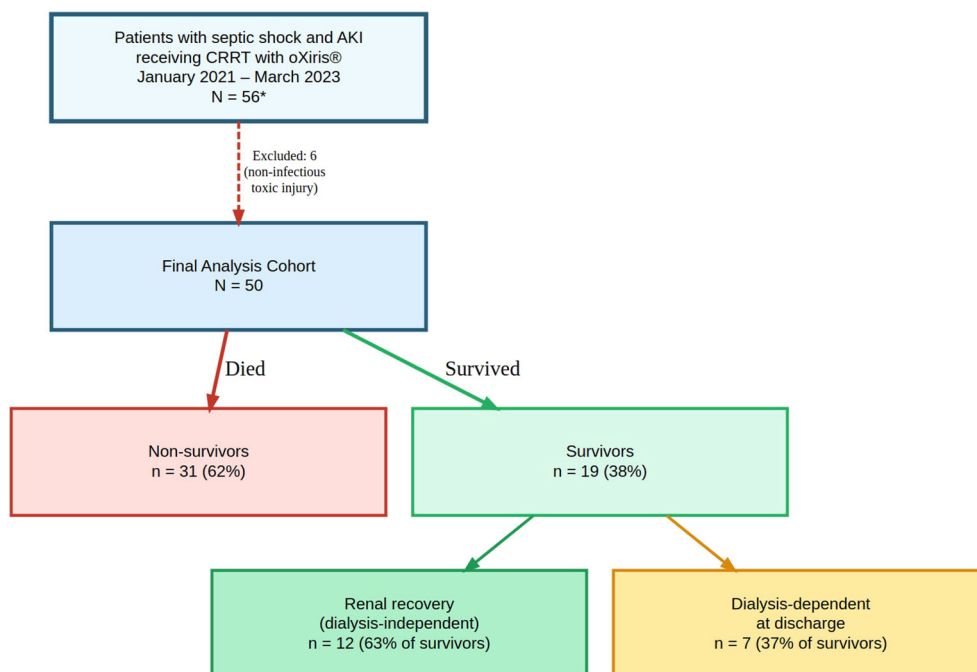 Patients with septic shock and AKI
receiving CRRT with oXiris®
January 2021 – March 2023
N = 56*
Excluded: 6
(non-infectious
toxic injury)
Final Analysis Cohort
N = 50
Died
Survived
Non-survivors
n = 31 (62%)
Survivors
n = 19 (38%)
Renal recovery
(dialysis-independent)
n = 12 (63% of survivors)
Dialysis-dependent
at discharge
n = 7 (37% of survivors)